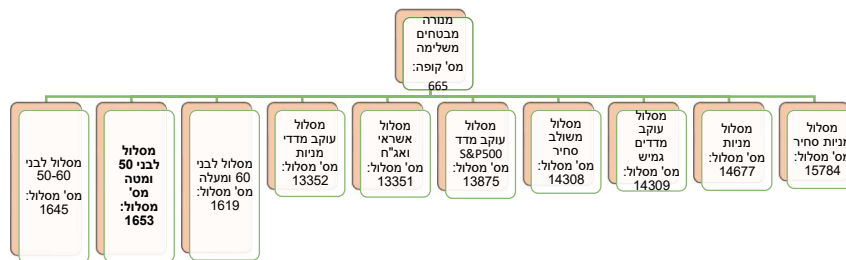 מנורה
מבטחים
משלימה
מס' קופה:
665
מניות סחיר
מסלול
מס' מסלול:
15784
מסלול
מניות
מס' מסלול:
14677
מסלול
עוקב
מדדים
גמיש
מס' מסלול:
14309
מסלול
משולב
סחיר
מס' מסלול:
14308
מסלול
עוקב מדד
S&P500
מס' מסלול:
13875
מסלול
אשראי
ואג"ח
מס' מסלול:
13351
מסלול
עוקב מדדי
מניות
מס' מסלול:
13352
מסלול לבני
60 ומעלה
מס' מסלול:
1619
מסלול
לבני 50
ומטה
מס'
מסלול:
1653
מסלול לבני
50-60
מס' מסלול:
1645